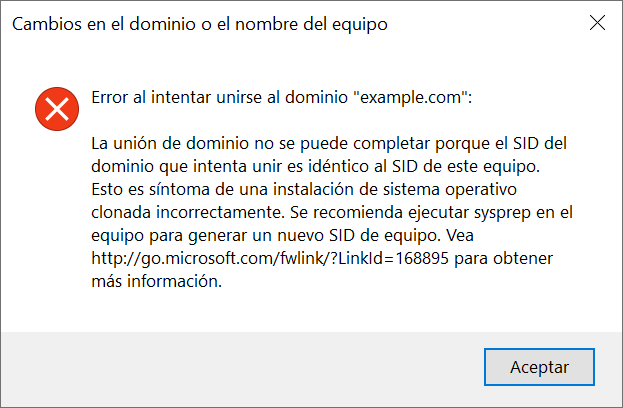 Cambios en el dominio o el nombre del equipo
Error al intentar unirse al dominio "example.com":
La unión de dominio no se puede completar porque el SID del
dominio que intenta unir es idéntico al SID de este equipo.
Esto es síntoma de una instalación de sistema operativo
clonada incorrectamente. Se recomienda ejecutar sysprep en el
equipo para generar un nuevo SID de equipo. Vea
http://go.microsoft.com/fwlink/?LinkId=168895 para obtener
más información.
Aceptar